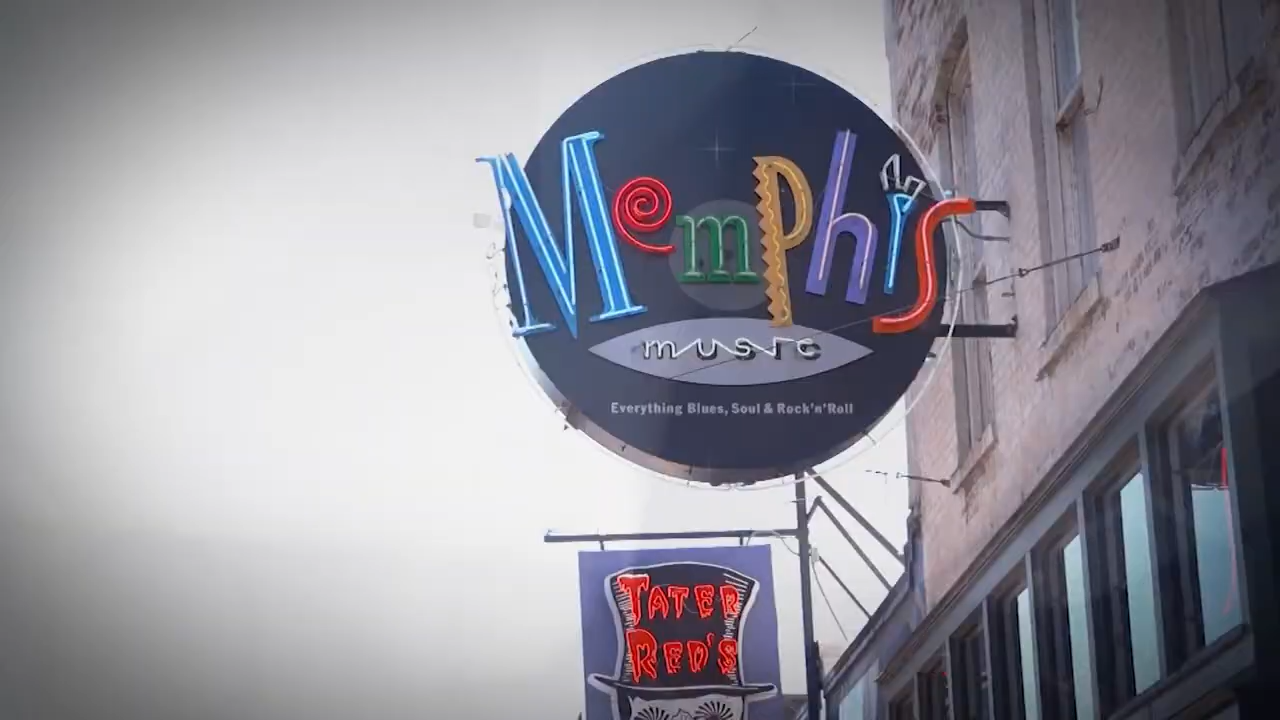 Memphis
music
Everything Blues, Soul & Rock'n'Roll
TATER
RED'S